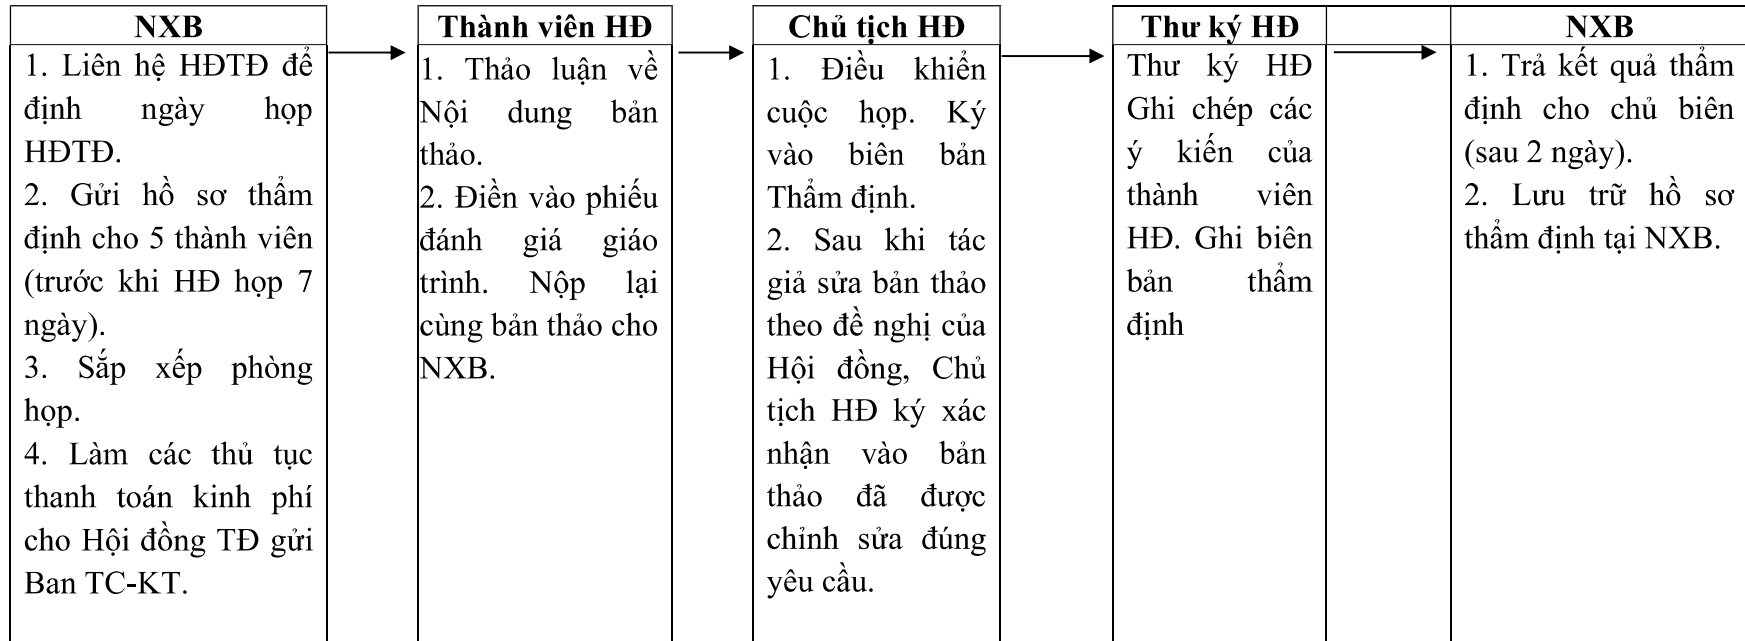 NXB
1. Liên hệ HĐTĐ để
định ngày họp
HĐTĐ.
2. Gửi hồ sơ thẩm
định cho 5 thành viên
(trước khi HĐ họp 7
ngày).
3. Sắp xếp phòng
họp.
4. Làm các thủ tục
thanh toán kinh phí
cho Hội đồng TĐ gửi
Ban TC-KT.
Thành viên HĐ
1. Thảo luận về
Nội dung bản
thảo.
2. Điền vào phiếu
đánh giá giáo
trình. Nộp lại
cùng bản thảo cho
NXB.
Chủ tịch HĐ
1. Điều khiển
cuộc họp. Ký
vào biên bản
Thẩm định.
2. Sau khi tác
giả sửa bản thảo
theo đề nghị của
Hội đồng, Chủ
tịch HĐ ký xác
nhận vào bản
thảo đã được
chỉnh sửa đúng
yêu cầu.
Thư ký HĐ
Thư ký HĐ
Ghi chép các
ý kiến của
thành viên
HĐ. Ghi biên
bản thẩm
định
NXB
1. Trả kết quả thẩm
định cho chủ biên
(sau 2 ngày).
2. Lưu trữ hồ sơ
thẩm định tại NXB.